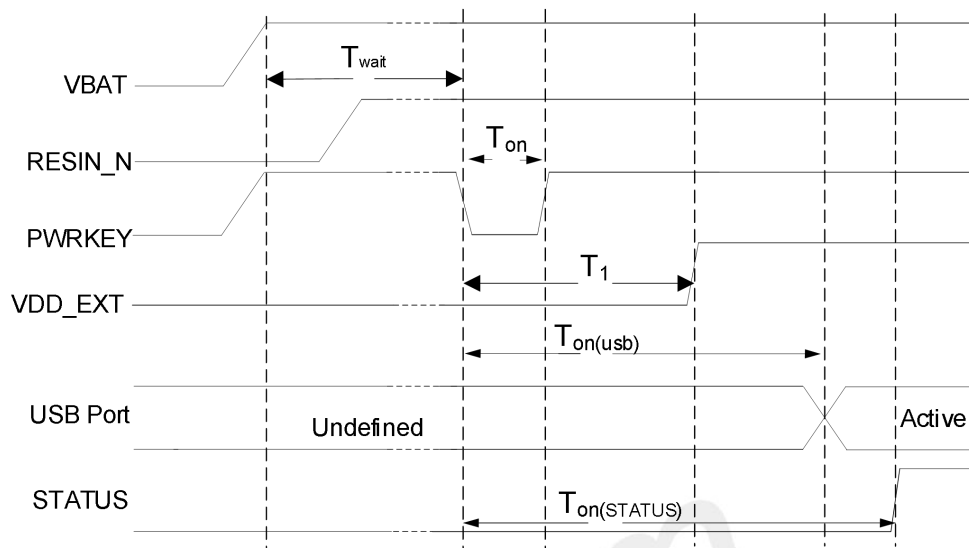 Twait
VBAT
Ton
RESIN_N
PWRKEY
T1
VDD_EXT
Ton(usb)
USB Port
Undefined
Active
STATUS
Ton(STATUS)